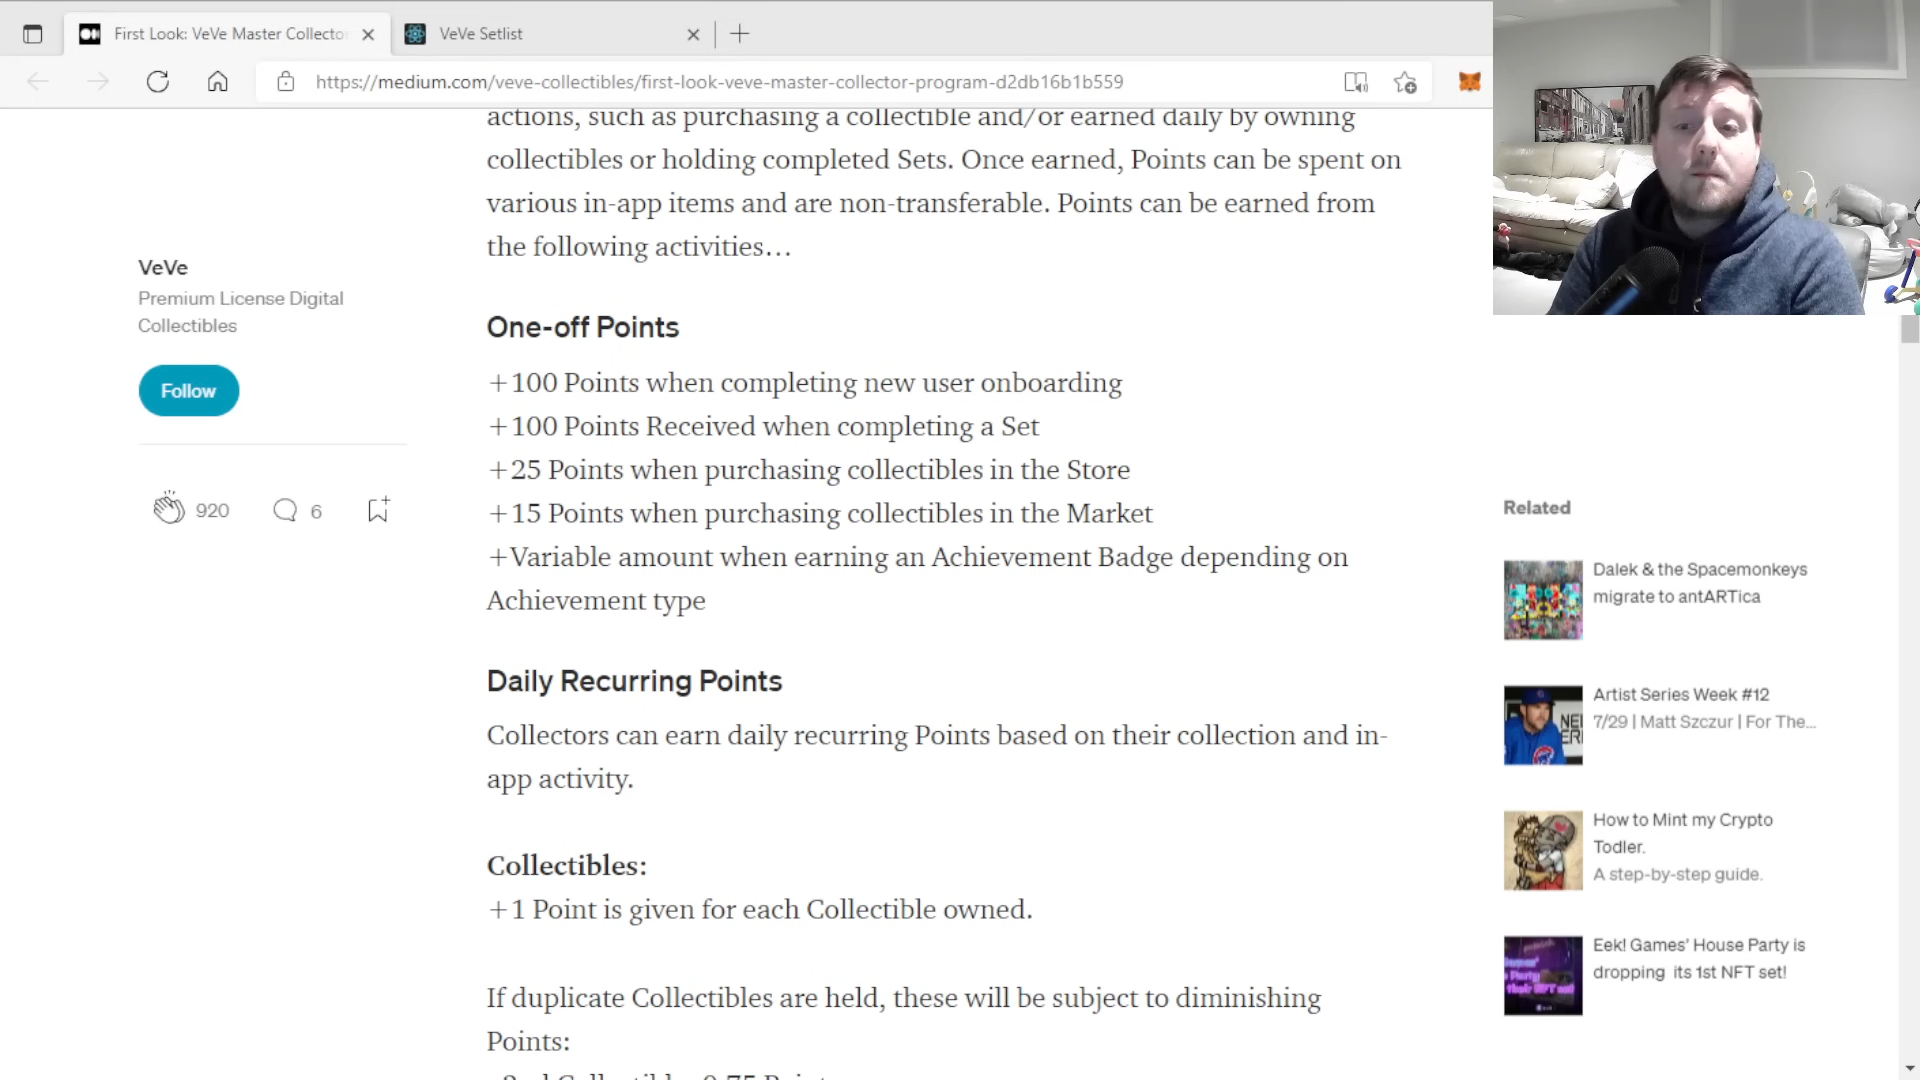 First Look: VeVe Master Collector
VeVe Setlist
https://medium.com/veve-collectibles/first-look-veve-master-collector-program-d2db16b1b559
actions, such as purchasing a collectible and/or earned daily by owning
collectibles or holding completed Sets. Once earned, Points can be spent on
various in-app items and are non-transferable. Points can be earned from
the following activities…
VeVe
Premium License Digital
Collectibles
Follow
920
6
One-off Points
+100 Points when completing new user onboarding
+100 Points Received when completing a Set
+25 Points when purchasing collectibles in the Store
+15 Points when purchasing collectibles in the Market
+Variable amount when earning an Achievement Badge depending on
Achievement type
Daily Recurring Points
Collectors can earn daily recurring Points based on their collection and in-
app activity.
Collectibles:
+1 Point is given for each Collectible owned.
If duplicate Collectibles are held, these will be subject to diminishing
Points:
Related
Dalek & the Spacemonkeys
migrate to antARTica
Artist Series Week #12
7/29 | Matt Szczur | For The...
How to Mint my Crypto
Todler.
A step-by-step guide.
Eek! Games' House Party is
dropping its 1st NFT set!